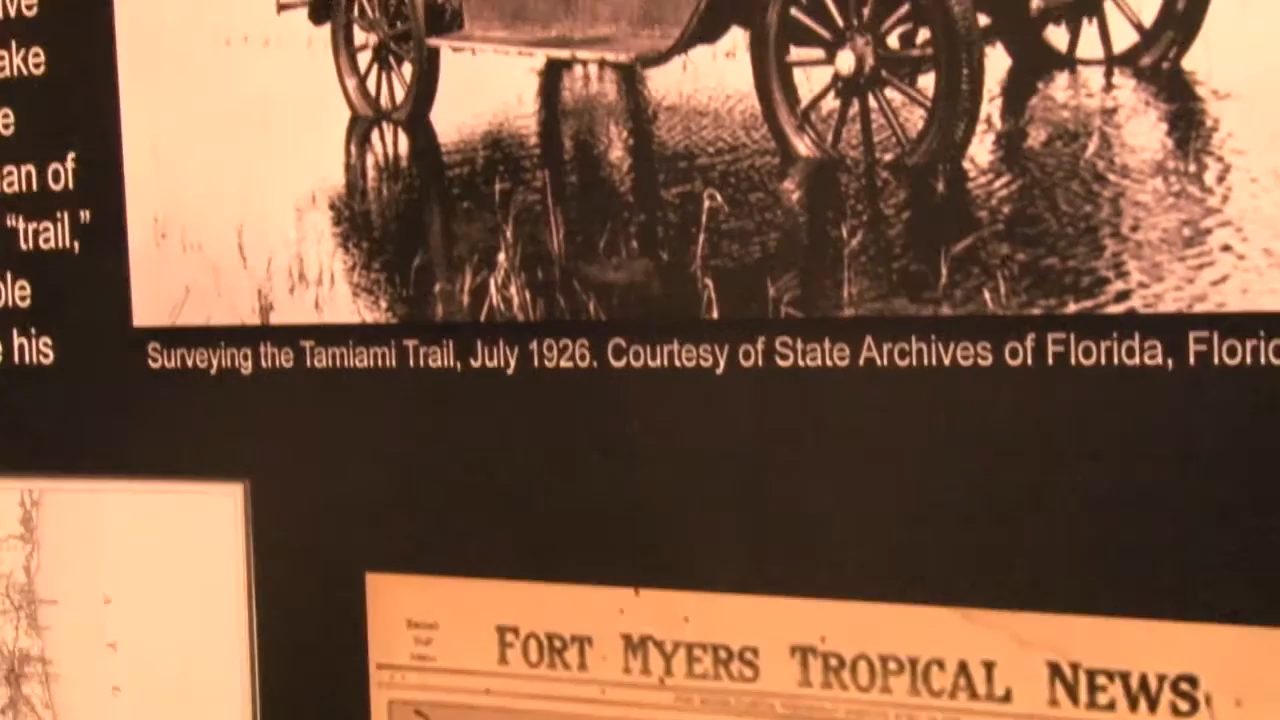 ake
e
an of
“trail,”
ole
his
Surveying the Tamiami Trail, July 1926. Courtesy of State Archives of Florida, Floric
FORT MYERS TROPICAL NEWS